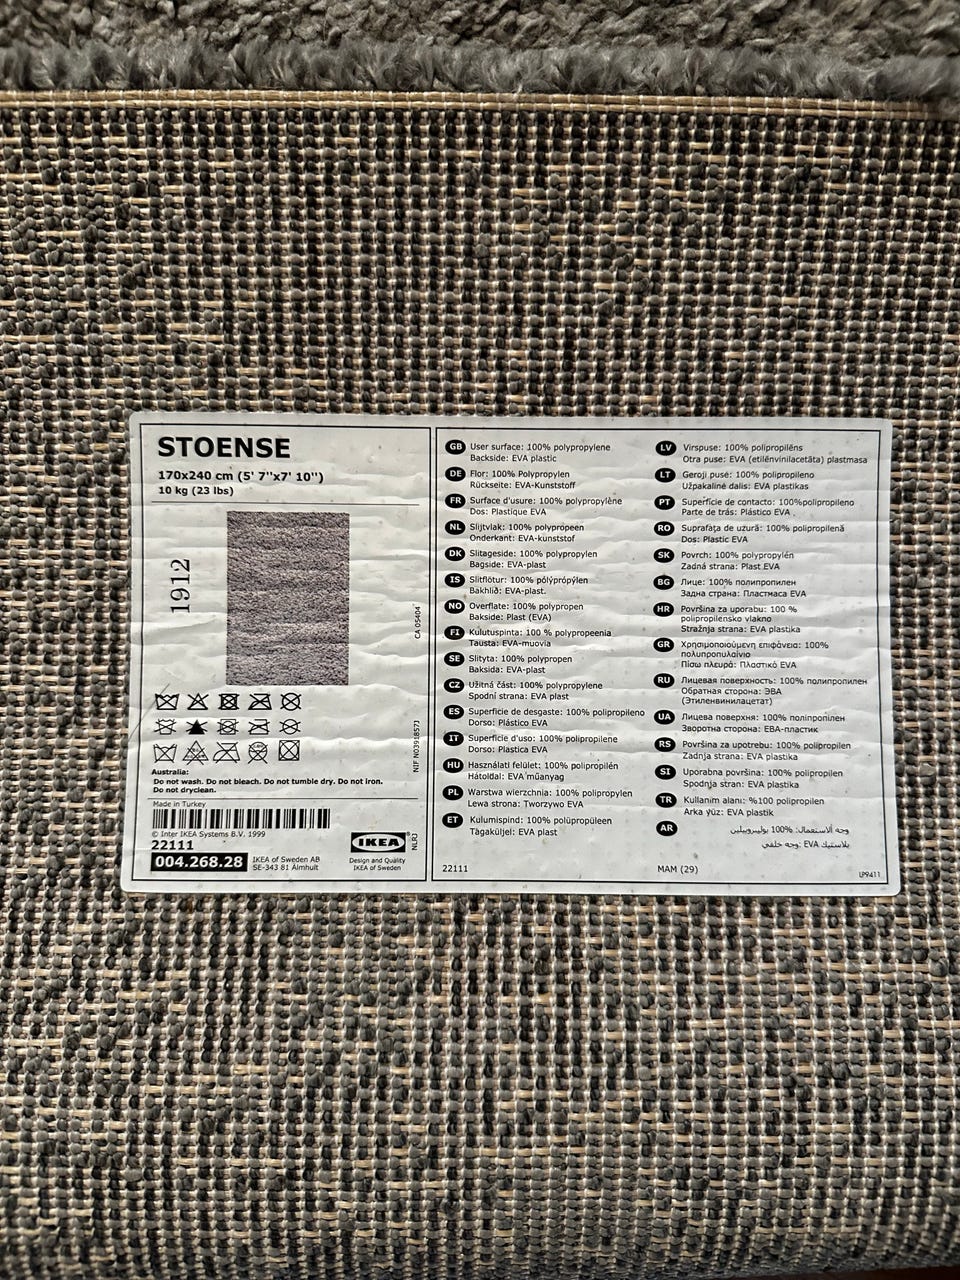 STOENSE
170x240 cm (5' 7''x7' 10'')
10 kg (23 lbs)
1912
CA 05404
NIF N03918573
Australia:
Do not wash. Do not bleach. Do not tumble dry. Do not iron.
Do not dryclean.
Made in Turkey
© Inter IKEA Systems B.V. 1999
22111
004.268.28
IKEA of Sweden AB
SE-343 81 Älmhult
IKEA
Design and Quality
IKEA of Sweden
NLRJ
GB User surface: 100% polypropylene
Backside: EVA plastic
DE Flor: 100% Polypropylen
Rückseite: EVA-Kunststoff
FR Surface d'usure: 100% polypropylène
Dos: Plastique EVA
NL Slijtvlak: 100% polypropeen
Onderkant: EVA-kunststof
DK Slitageside: 100% polypropylen
Bagside: EVA-plast
IS Slitflötur: 100% pólýprópýlen
Bakhlið: EVA-plast.
NO Overflate: 100% polypropen
Bakside: Plast (EVA)
FI Kulutuspinta: 100 % polypropeenia
Tausta: EVA-muovia
SE Slityta: 100% polypropen
Baksida: EVA-plast
CZ Užitná část: 100% polypropylene
Spodní strana: EVA plast
ES Superficie de desgaste: 100% polipropileno
Dorso: Plástico EVA
IT Superficie d'uso: 100% polipropilene
Dorso: Plastica EVA
HU Használati felület: 100% polipropilén
Hátoldal: EVA műanyag
PL Warstwa wierzchnia: 100% polipropylen
Lewa strona: Tworzywo EVA
ET Kulumispind: 100% polüpropüleen
Tagaküljel: EVA plast
22111
LV Virspuse: 100% polipropilēns
Otra puse: EVA (etilēnvinilacetāta) plastmasa
LT Geroji pusė: 100% polipropileno
Užpakalinė dalis: EVA plastikas
PT Superfície de contacto: 100%polipropileno
Parte de trás: Plástico EVA
RO Suprafaţa de uzură: 100% polipropilenă
Dos: Plastic EVA
SK Povrch: 100% polypropylén
Zadná strana: Plast EVA
BG Лице: 100% полипропилен
Задна страна: Пластмаса EVA
HR Površina za uporabu: 100 %
polipropilensko vlakno
Stražnja strana: EVA plastika
GR Χρησιμοποιούμενη επιφάνεια: 100%
πολυπροπυλαίνιο
Πίσω πλευρά: Πλαστικό EVA
RU Лицевая поверхность: 100% полипропилен
Обратная сторона: ЭВА
(Этиленвинилацетат)
UA Лицева поверхня: 100% поліпропілен
Зворотна сторона: ЕВА-пластик
RS Površina za upotrebu: 100% polipropilen
Zadnja strana: EVA plastika
SI Uporabna površina: 100% polipropilen
Spodnja stran: EVA plastika
TR Kullanim alanı: %100 polipropilen
Arka yüz: EVA plastik
AR وجه الاستعمال: 100% بوليبروبيلين
وجه خلفي: EVA بلاستيك
MAM (29)
LP9411